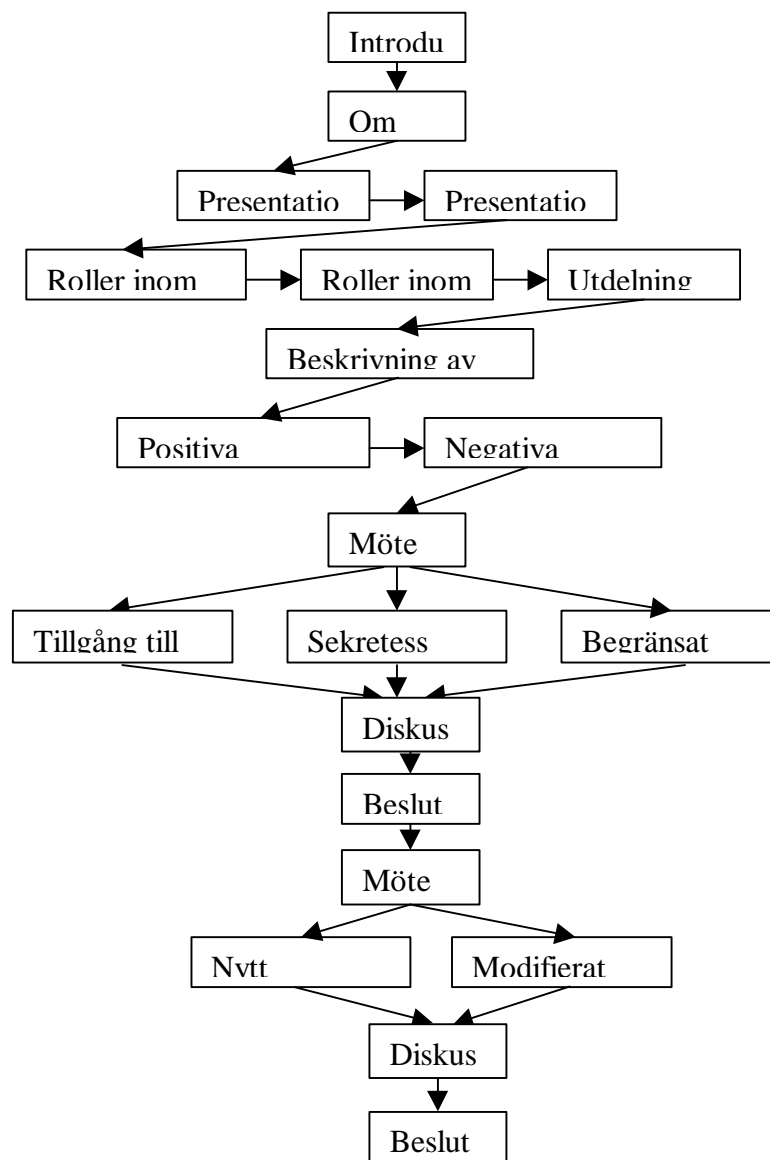 Introdu
Om
Presentatio
Presentatio
Roller inom
Roller inom
Utdelning
Beskrivning av
Positiva
Negativa
Möte
Tillgång till
Sekretess
Begränsat
Diskus
Beslut
Möte
Nytt
Modifierat
Diskus
Beslut